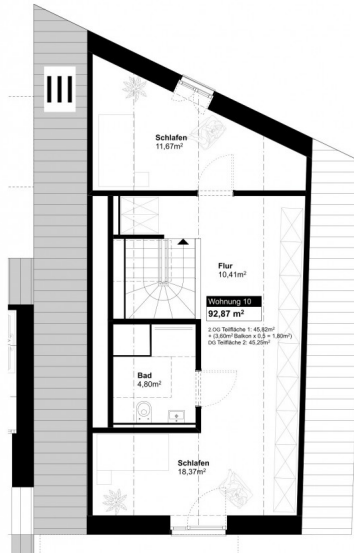 Schlafen
11,67m²
Flur
10,41m²
Wohnung 10
92,87 m²
2.OG Teilfläche 1: 45,82m²
+ (3,60m² Balkon x 0,5 = 1,80m²)
DG Teilfläche 2: 45,25m²
Bad
4,80m²
Schlafen
18,37m²